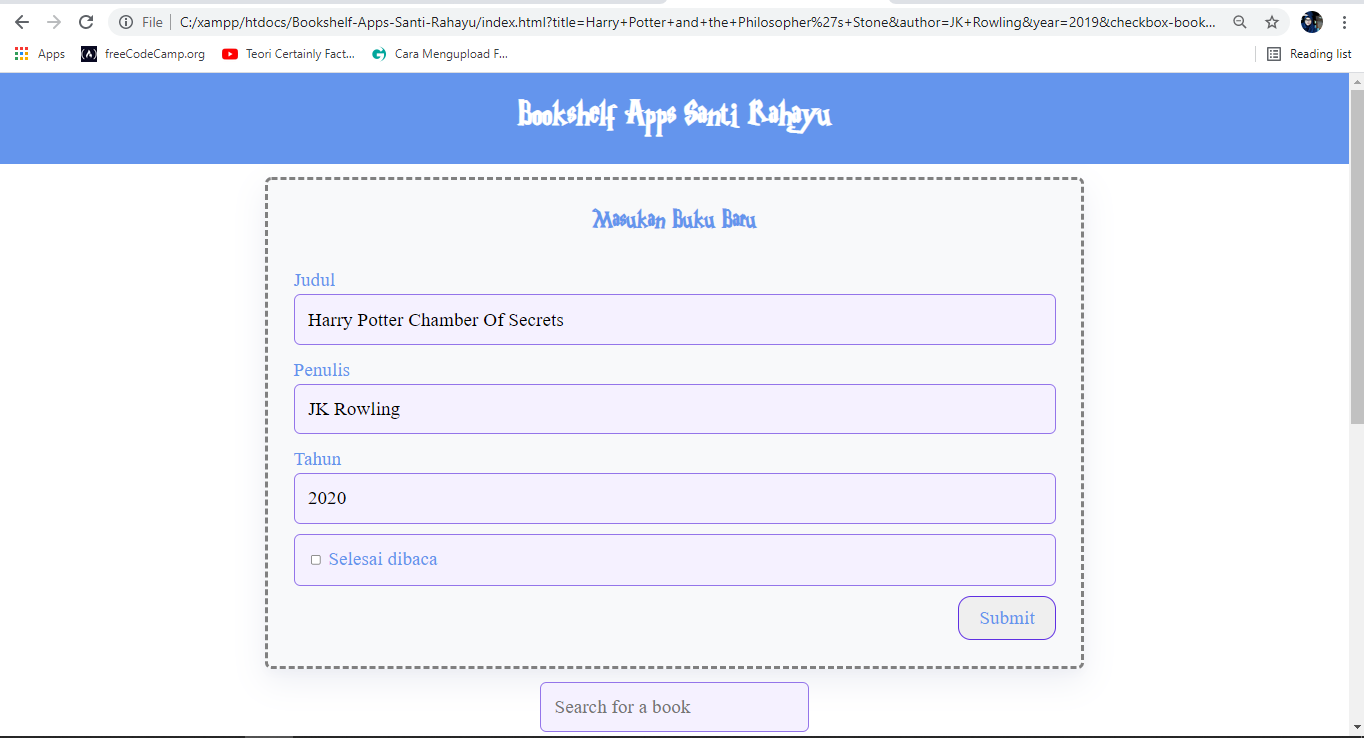 File C:/xampp/htdocs/Bookshelf-Apps-Santi-Rahayu/index.html?title=Harry+Potter+and+the+Philosopher%27s+Stone&author=JK+Rowling&year=2019&checkbox-book...
Apps freeCodeCamp.org Teori Certainly Fact... Cara Mengupload F... Reading list
Bookshelf Apps Santi Rahayu
Masukan Buku Baru
Judul
Harry Potter Chamber Of Secrets
Penulis
JK Rowling
Tahun
2020
Selesai dibaca
Submit
Search for a book